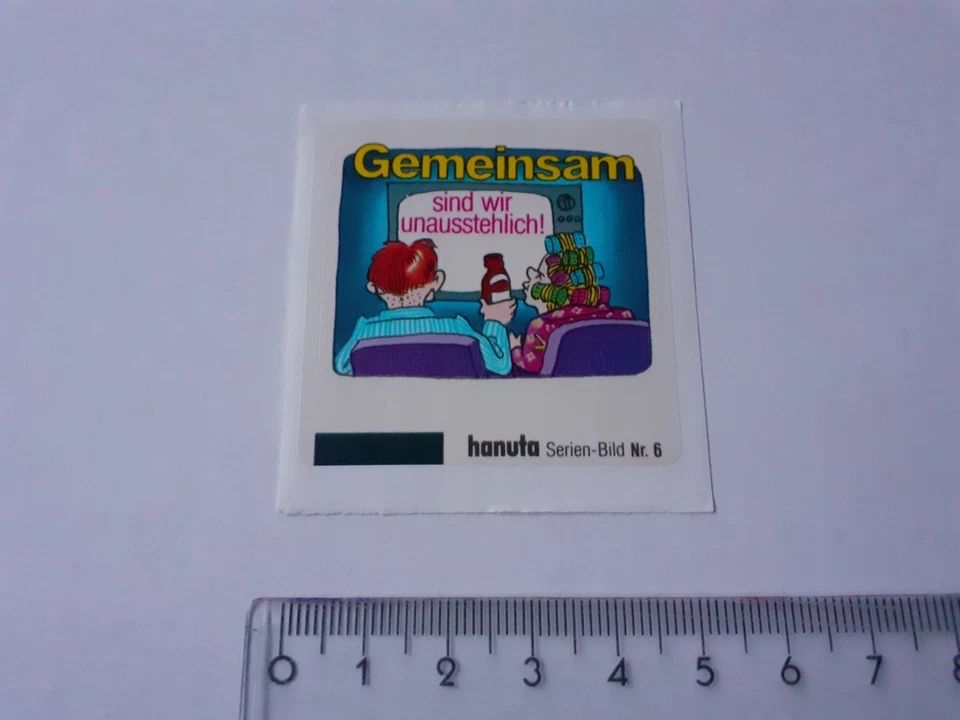 Gemeinsam
sind wir
unausstehlich!
hanuta Serien-Bild Nr. 6
0 1 2 3 4 5 6 7 8